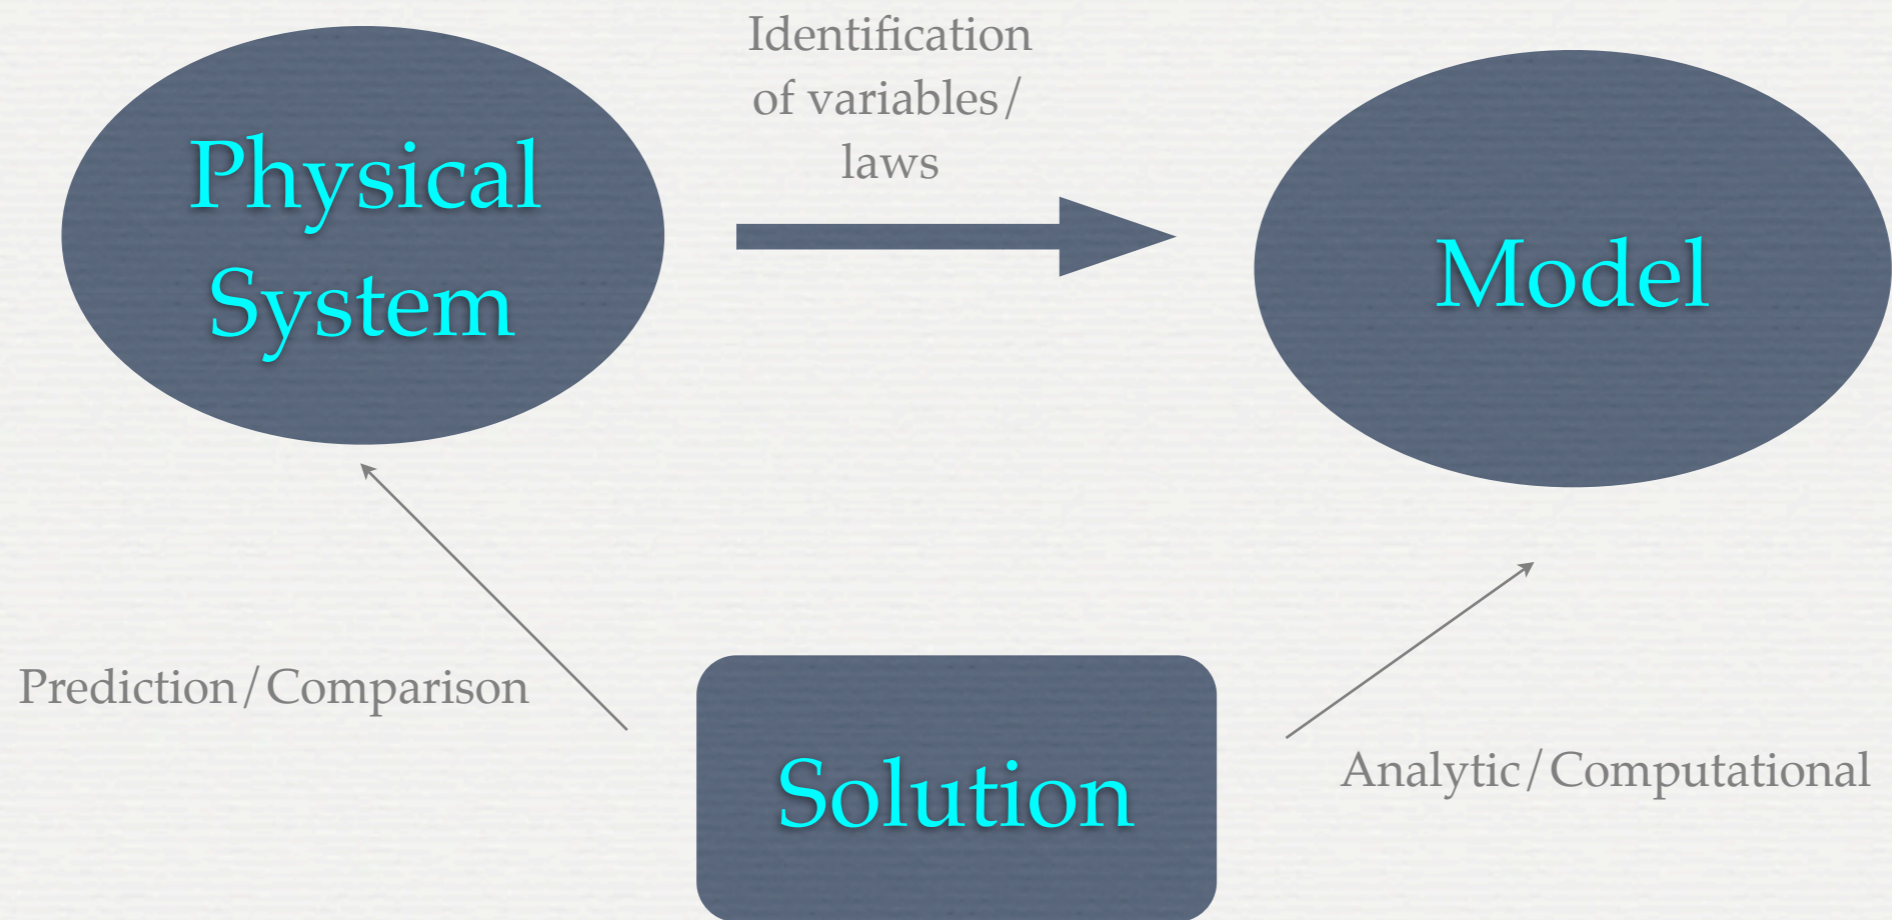 Identification
of variables/
laws
Physical
System
Model
Prediction/Comparison
Solution
Analytic/Computational